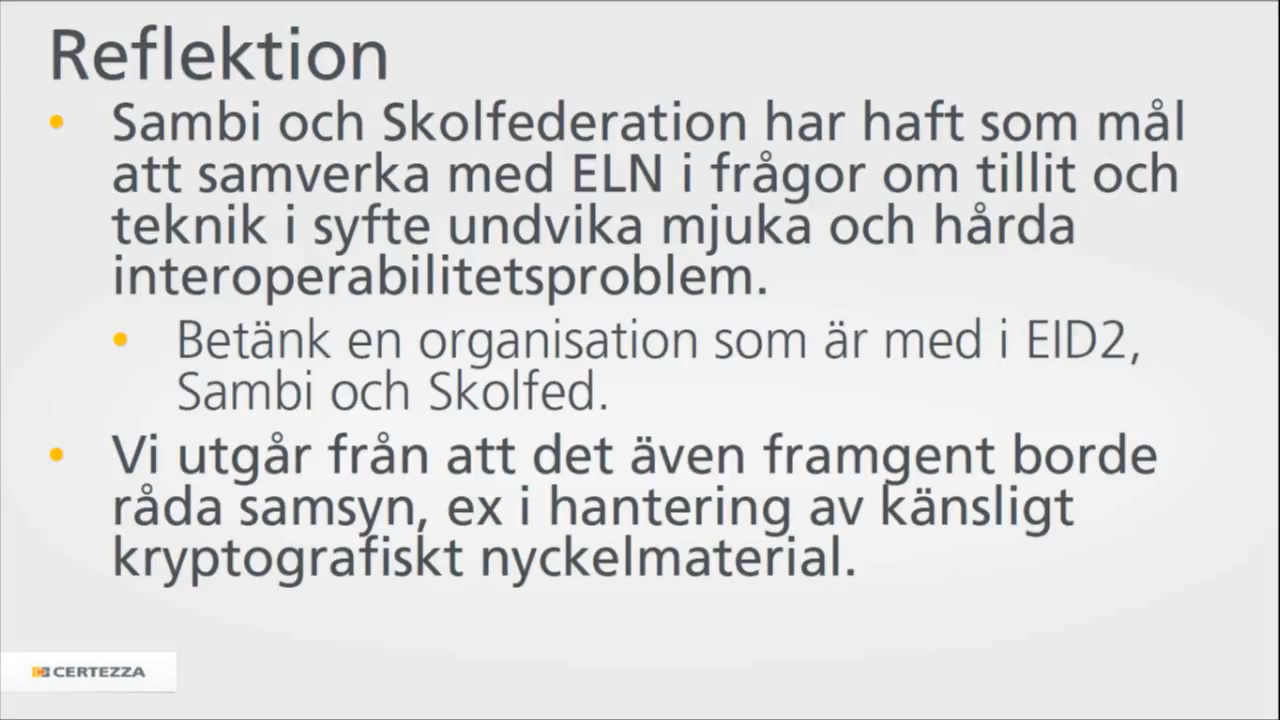 Reflektion
• Sambi och Skolfederation har haft som mål
att samverka med ELN i frågor om tillit och
teknik i syfte undvika mjuka och hårda
interoperabilitetsproblem.
• Betänk en organisation som är med i EID2,
Sambi och Skolfed.
• Vi utgår från att det även framgent borde
råda samsyn, ex i hantering av känsligt
kryptografiskt nyckelmaterial.
CERTEZZA